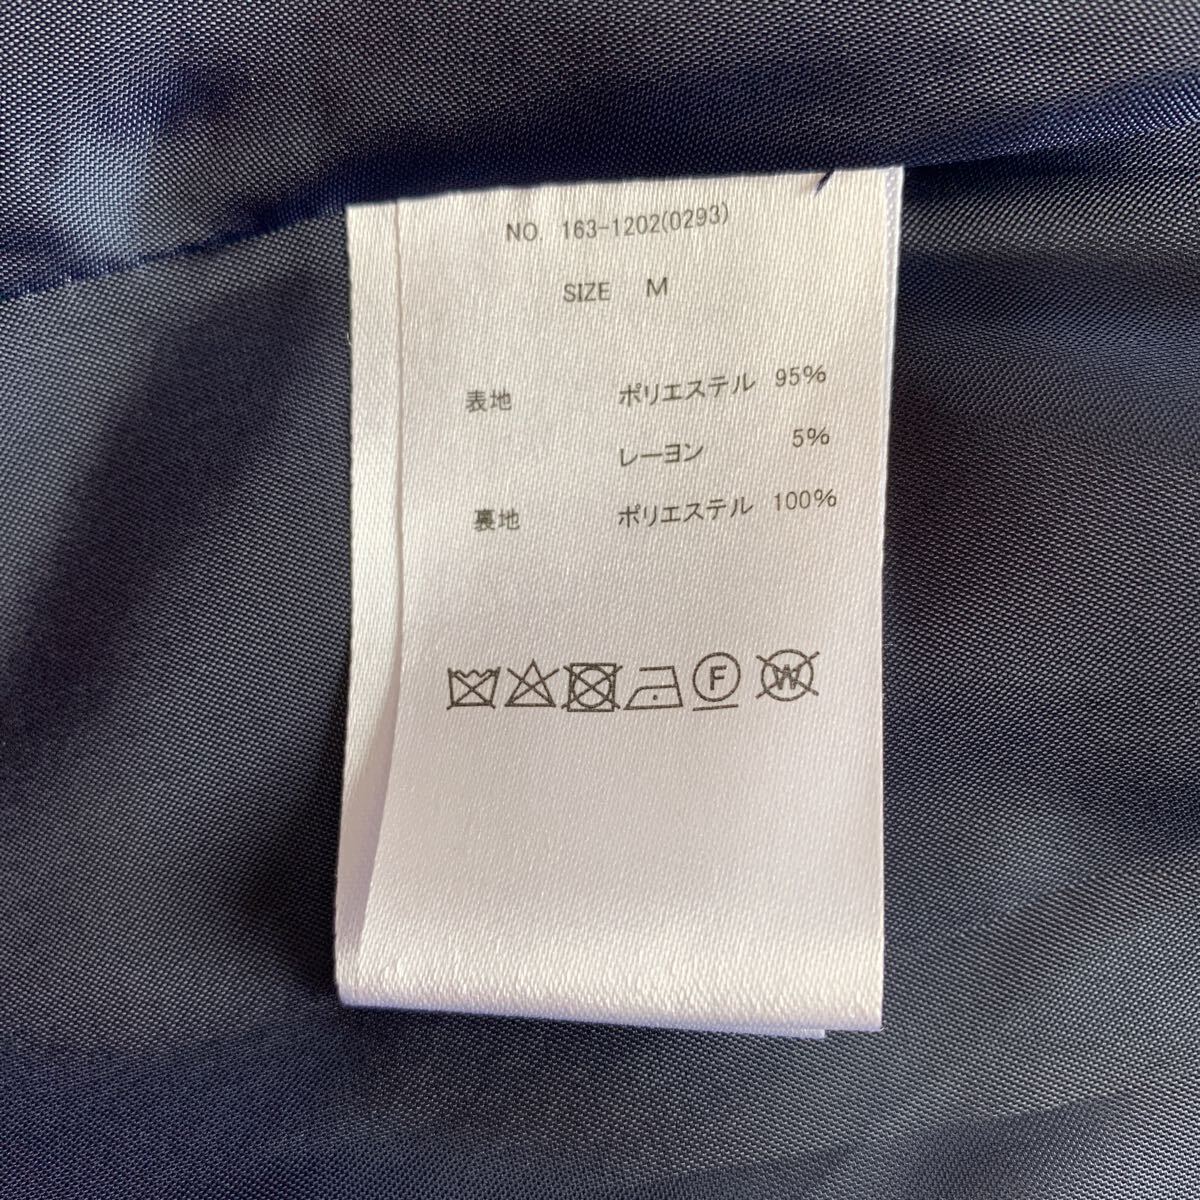 NO. 163-1202(0293)
SIZE M
表地 ポリエステル 95%
レーヨン 5%
裏地 ポリエステル 100%
F W